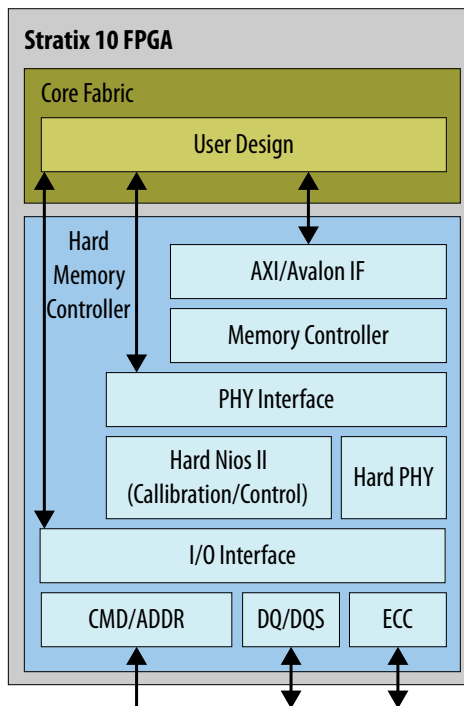 Stratix 10 FPGA
Core Fabric
User Design
Hard
Memory
Controller
AXI/Avalon IF
Memory Controller
PHY Interface
Hard Nios II
(Callibration/Control)
Hard PHY
I/O Interface
CMD/ADDR
DQ/DQS
ECC